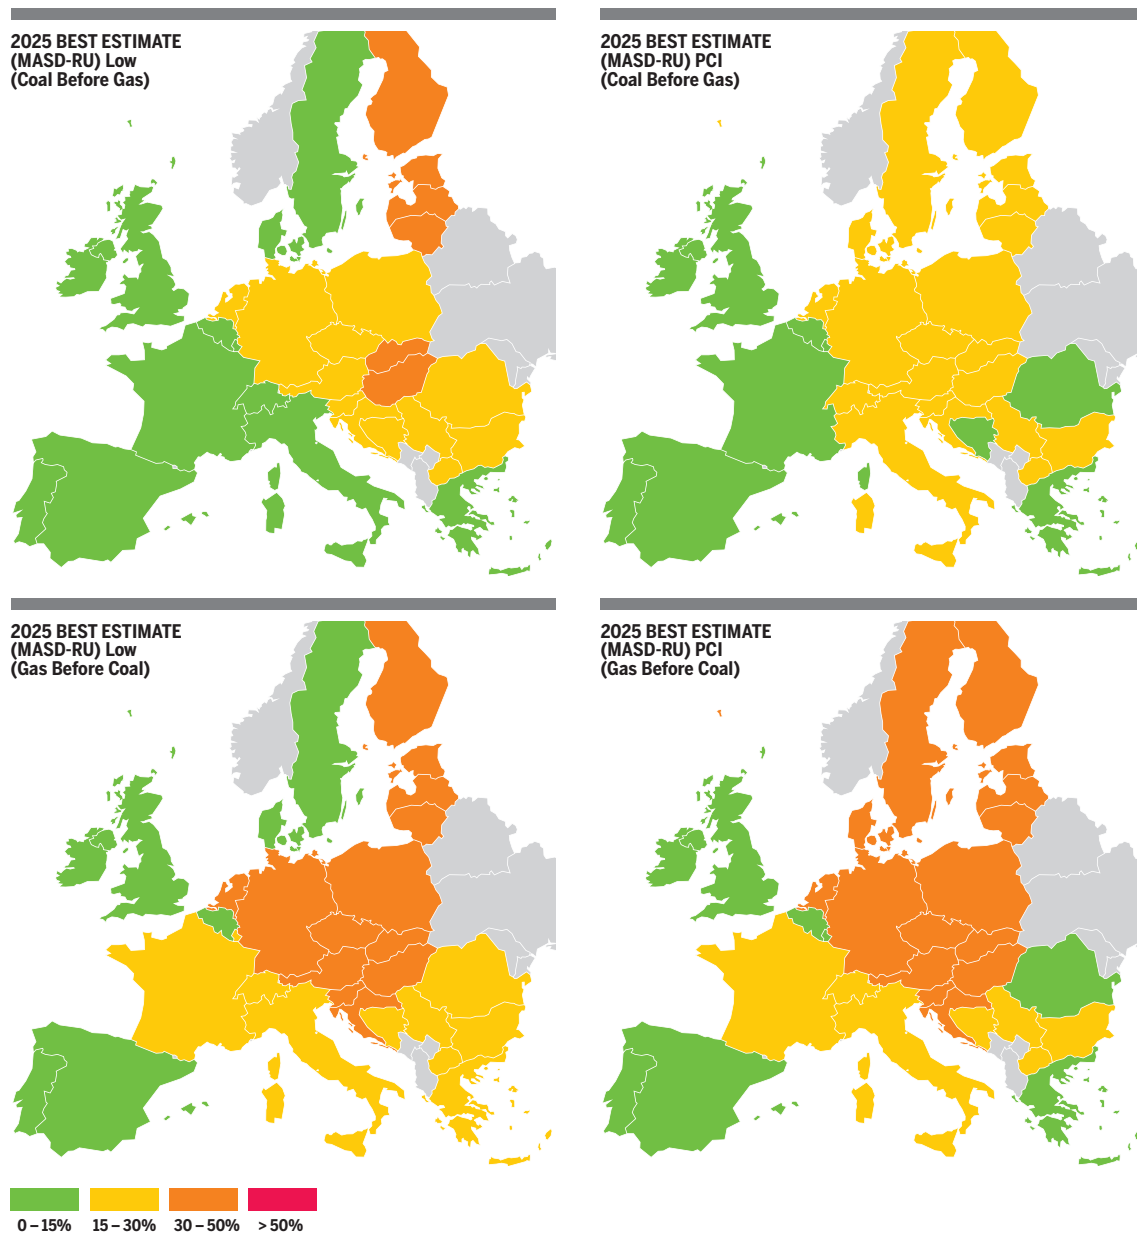 2025 BEST ESTIMATE
(MASD-RU) Low
(Coal Before Gas)
2025 BEST ESTIMATE
(MASD-RU) PCI
(Coal Before Gas)
2025 BEST ESTIMATE
(MASD-RU) Low
(Gas Before Coal)
2025 BEST ESTIMATE
(MASD-RU) PCI
(Gas Before Coal)
0 – 15% 15 – 30% 30 – 50% > 50%